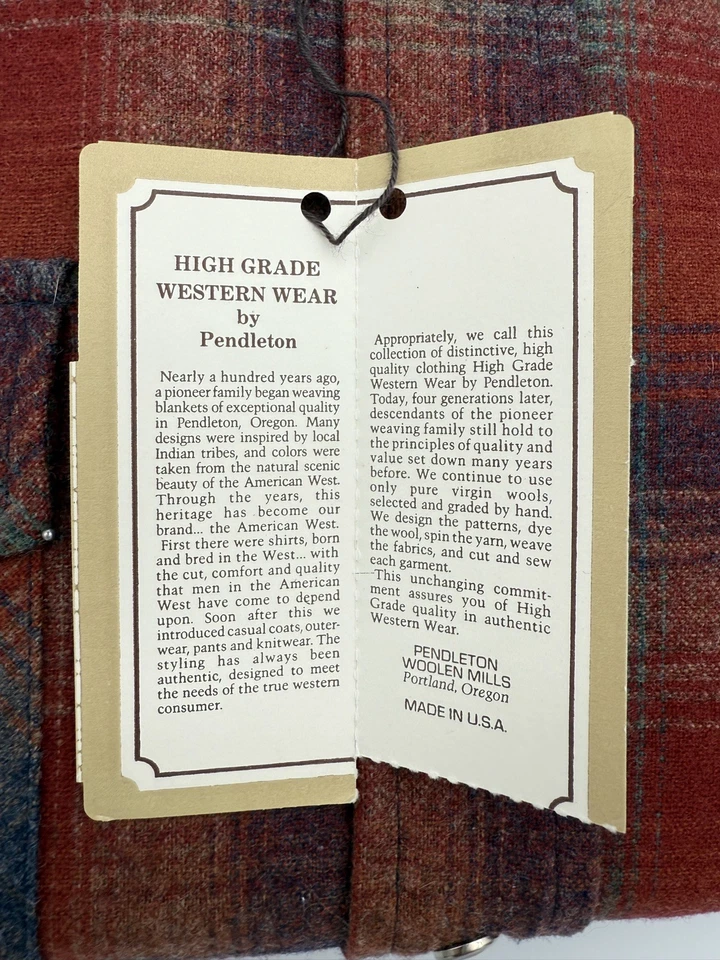 HIGH GRADE
WESTERN WEAR
by
Pendleton
Nearly a hundred years ago,
a pioneer family began weaving
blankets of exceptional quality
in Pendleton, Oregon. Many
designs were inspired by local
Indian tribes, and colors were
taken from the natural scenic
beauty of the American West.
Through the years, this
heritage has become our
brand... the American West.
First there were shirts, born
and bred in the West... with
the cut, comfort and quality
that men in the American
West have come to depend
upon. Soon after this we
introduced casual coats, outer-
wear, pants and knitwear. The
styling has always been
authentic, designed to meet
the needs of the true western
consumer.
Appropriately, we call this
collection of distinctive, high
quality clothing High Grade
Western Wear by Pendleton.
Today, four generations later,
descendants of the pioneer
weaving family still hold to
the principles of quality and
value set down many years
before. We continue to use
only pure virgin wools,
selected and graded by hand.
We design the patterns, dye
the wool, spin the yarn, weave
the fabrics, and cut and sew
each garment.
This unchanging commit-
ment assures you of High
Grade quality in authentic
Western Wear.
PENDLETON
WOOLEN MILLS
Portland, Oregon
MADE IN U.S.A.